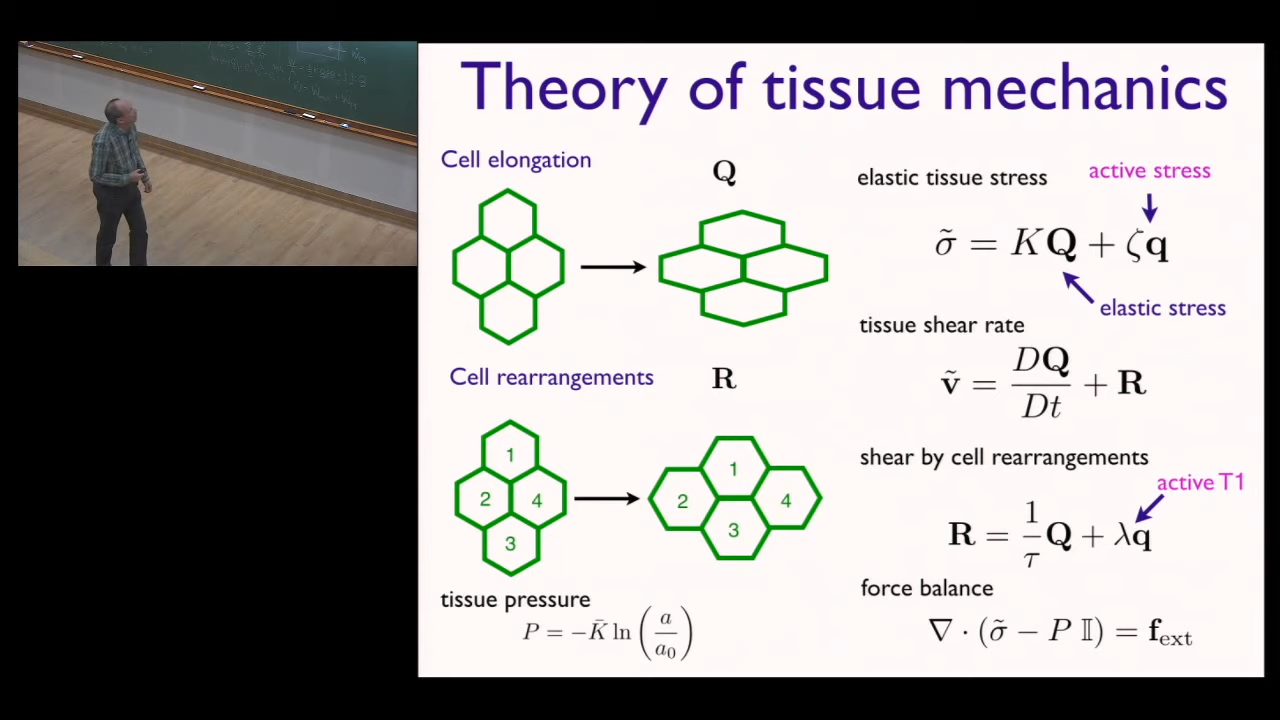 Theory of tissue mechanics
Cell elongation
Q
Cell rearrangements
R
1
2
4
3
1
2
4
3
tissue pressure
P = −K̄ ln (a/a₀)
elastic tissue stress
active stress
σ̃ = KQ + ζq
elastic stress
tissue shear rate
ṽ = DQ/Dt + R
shear by cell rearrangements
active T1
R = 1/τ Q + λq
force balance
∇ · (σ̃ − P 𝕀) = f_ext